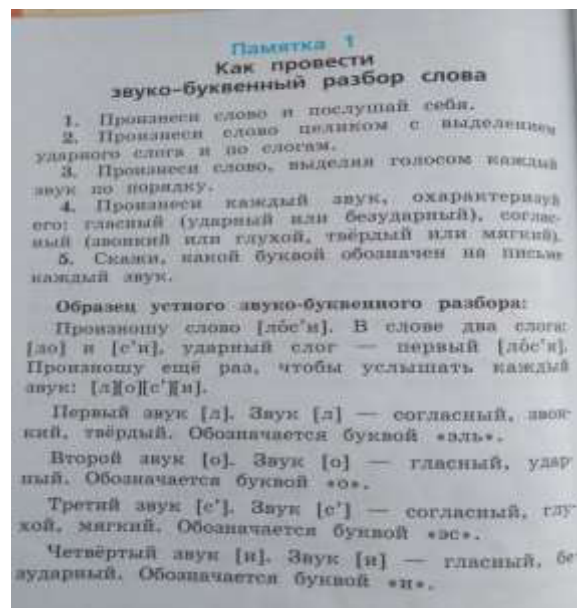 Памятка 1
Как провести
звуко-буквенный разбор слова
1. Произнеси слово и послушай себя.
2. Произнеси слово целиком с выделением
ударного слога и по слогам.
3. Произнеси слово, выделяя голосом каждый
звук по порядку.
4. Произнеси каждый звук, охарактеризуй
его: гласный (ударный или безударный), соглас-
ный (звонкий или глухой, твёрдый или мягкий).
5. Скажи, какой буквой обозначен на письме
каждый звук.
Образец устного звуко-буквенного разбора:
Произношу слово [ло́с'и]. В слове два слога:
[ло] и [с'и], ударный слог — первый [ло́с'и].
Произношу ещё раз, чтобы услышать каждый
звук: [л][о][с'][и].
Первый звук [л]. Звук [л] — согласный, звон-
кий, твёрдый. Обозначается буквой «эль».
Второй звук [о]. Звук [о] — гласный, удар-
ный. Обозначается буквой «о».
Третий звук [с']. Звук [с'] — согласный, глу-
хой, мягкий. Обозначается буквой «эс».
Четвёртый звук [и]. Звук [и] — гласный, бе-
зударный. Обозначается буквой «и».